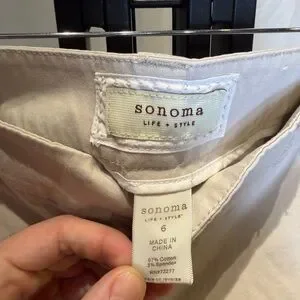 sonoma
LIFE + STYLE
sonoma
LIFE + STYLE
6
MADE IN
CHINA
97% Cotton
3% Spandex